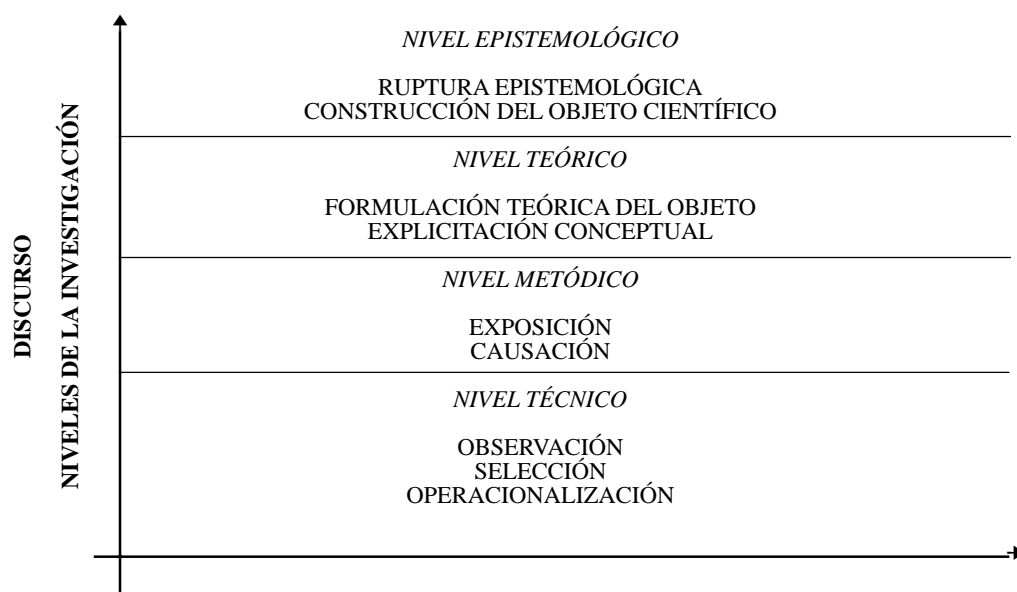 NIVEL EPISTEMOLÓGICO
RUPTURA EPISTEMOLÓGICA
CONSTRUCCIÓN DEL OBJETO CIENTÍFICO
NIVEL TEÓRICO
FORMULACIÓN TEÓRICA DEL OBJETO
EXPLICITACIÓN CONCEPTUAL
NIVEL METÓDICO
EXPOSICIÓN
CAUSACIÓN
NIVEL TÉCNICO
OBSERVACIÓN
SELECCIÓN
OPERACIONALIZACIÓN
DISCURSO
NIVELES DE LA INVESTIGACIÓN